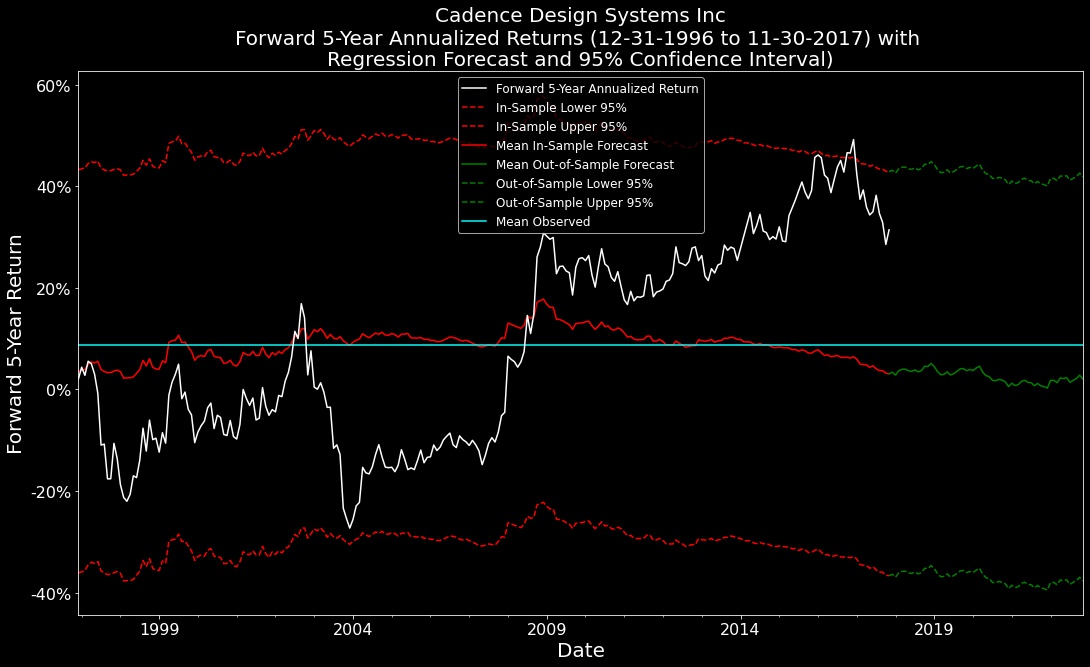 Cadence Design Systems Inc
Forward 5-Year Annualized Returns (12-31-1996 to 11-30-2017) with
Regression Forecast and 95% Confidence Interval)
Forward 5-Year Return
60%
40%
20%
0%
-20%
-40%
Forward 5-Year Annualized Return
In-Sample Lower 95%
In-Sample Upper 95%
Mean In-Sample Forecast
Mean Out-of-Sample Forecast
Out-of-Sample Lower 95%
Out-of-Sample Upper 95%
Mean Observed
1999 2004 2009 2014 2019
Date